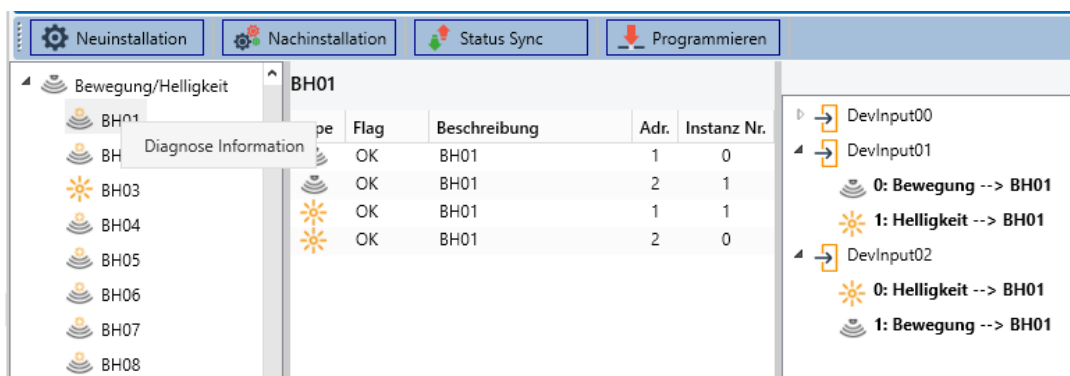 Neuinstallation Nachinstallation Status Sync Programmieren
Bewegung/Helligkeit
BH01
BH
BH03
BH04
BH05
BH06
BH07
BH08
Diagnose Information
BH01
pe Flag Beschreibung Adr. Instanz Nr.
OK BH01 1 0
OK BH01 2 1
OK BH01 1 1
OK BH01 2 0
DevInput00
DevInput01
0: Bewegung --> BH01
1: Helligkeit --> BH01
DevInput02
0: Helligkeit --> BH01
1: Bewegung --> BH01